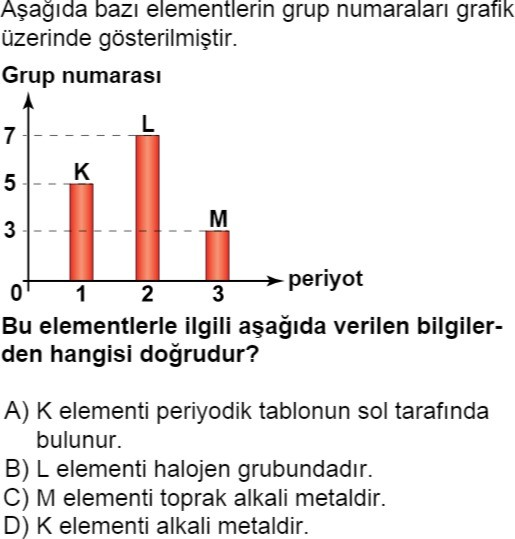 Aşağıda bazı elementlerin grup numaraları grafik
üzerinde gösterilmiştir.
Grup numarası
7
L
5
K
3
M
0
1
2
3
periyot
Bu elementlerle ilgili aşağıda verilen bilgiler-
den hangisi doğrudur?
A) K elementi periyodik tablonun sol tarafında
bulunur.
B) L elementi halojen grubundadır.
C) M elementi toprak alkali metaldir.
D) K elementi alkali metaldir.